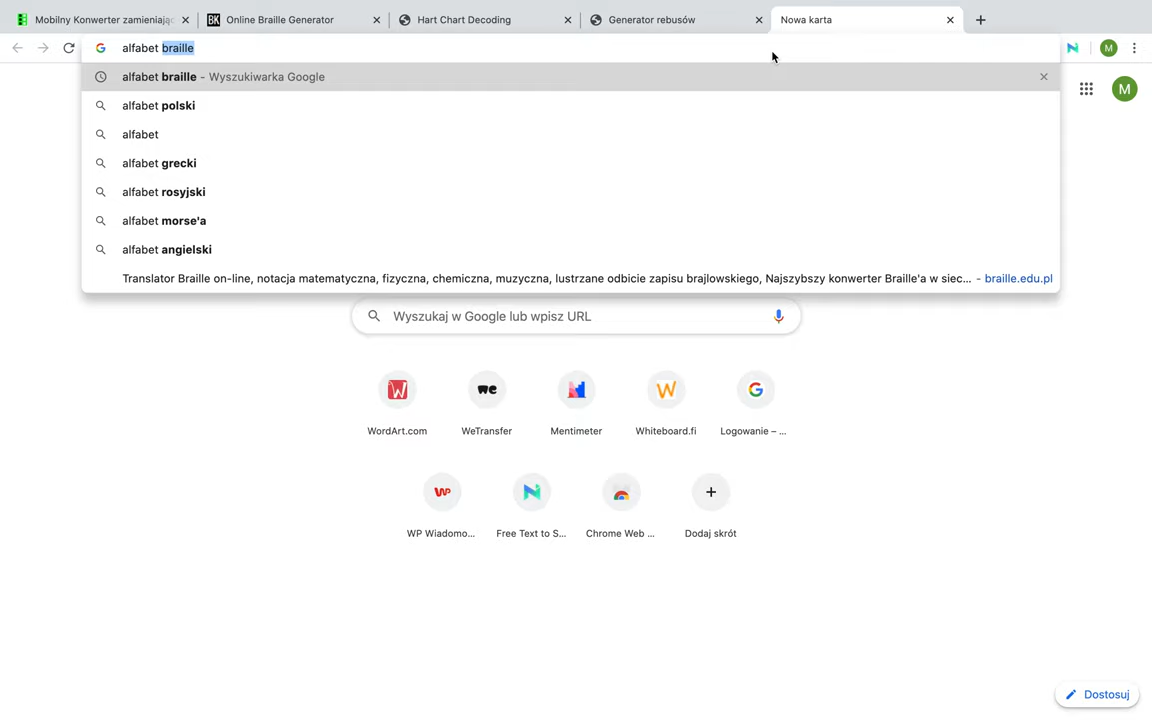 Mobilny Konwerter zamieniając
Online Braille Generator
Hart Chart Decoding
Generator rebusów
Nowa karta
alfabet braille
M
alfabet braille - Wyszukiwarka Google
M
alfabet polski
alfabet
alfabet grecki
alfabet rosyjski
alfabet morse'a
alfabet angielski
Translator Braille on-line, notacja matematyczna, fizyczna, chemiczna, muzyczna, lustrzane odbicie zapisu brajlowskiego, Najszybszy konwerter Braille'a w siec... - braille.edu.pl
Wyszukaj w Google lub wpisz URL
WordArt.com
WeTransfer
Mentimeter
Whiteboard.fi
Logowanie – ...
WP Wiadomo...
Free Text to S...
Chrome Web ...
Dodaj skrót
Dostosuj